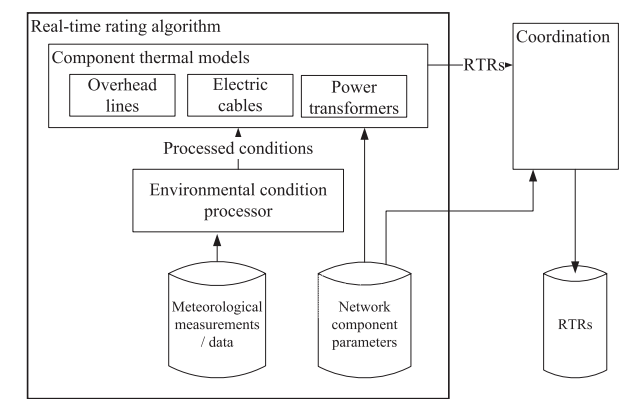 Real-time rating algorithm
Component thermal models
Overhead
lines
Electric
cables
Power
transformers
RTRs
Coordination
Processed conditions
Environmental condition
processor
Meteorological
measurements
/ data
Network
component
parameters
RTRs